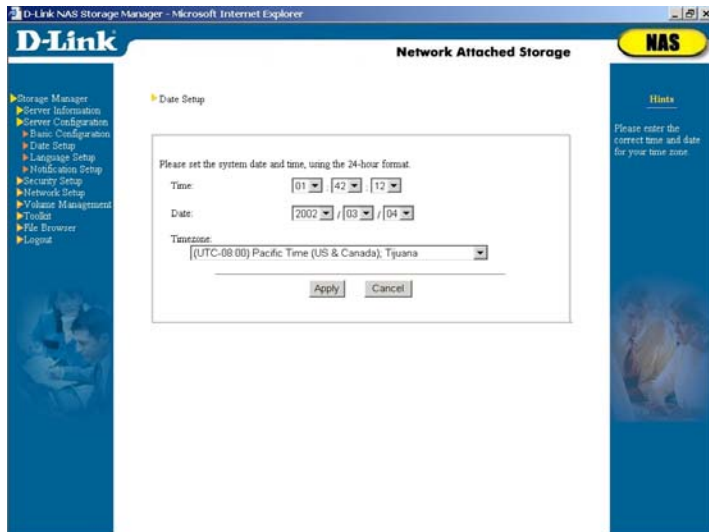 D-Link NAS Storage Manager - Microsoft Internet Explorer
D-Link
Network Attached Storage
NAS
Storage Manager
Server Information
Server Configuration
Basic Configuration
Date Setup
Language Setup
Notification Setup
Security Setup
Network Setup
Volume Management
Toolkit
File Browser
Logout
Date Setup
Please set the system date and time, using the 24-hour format.
Time: 01 : 42 : 12
Date: 2002 / 03 / 04
Timezone:
(UTC-08:00) Pacific Time (US & Canada); Tijuana
Apply Cancel
Hints
Please enter the
correct time and date
for your time zone.